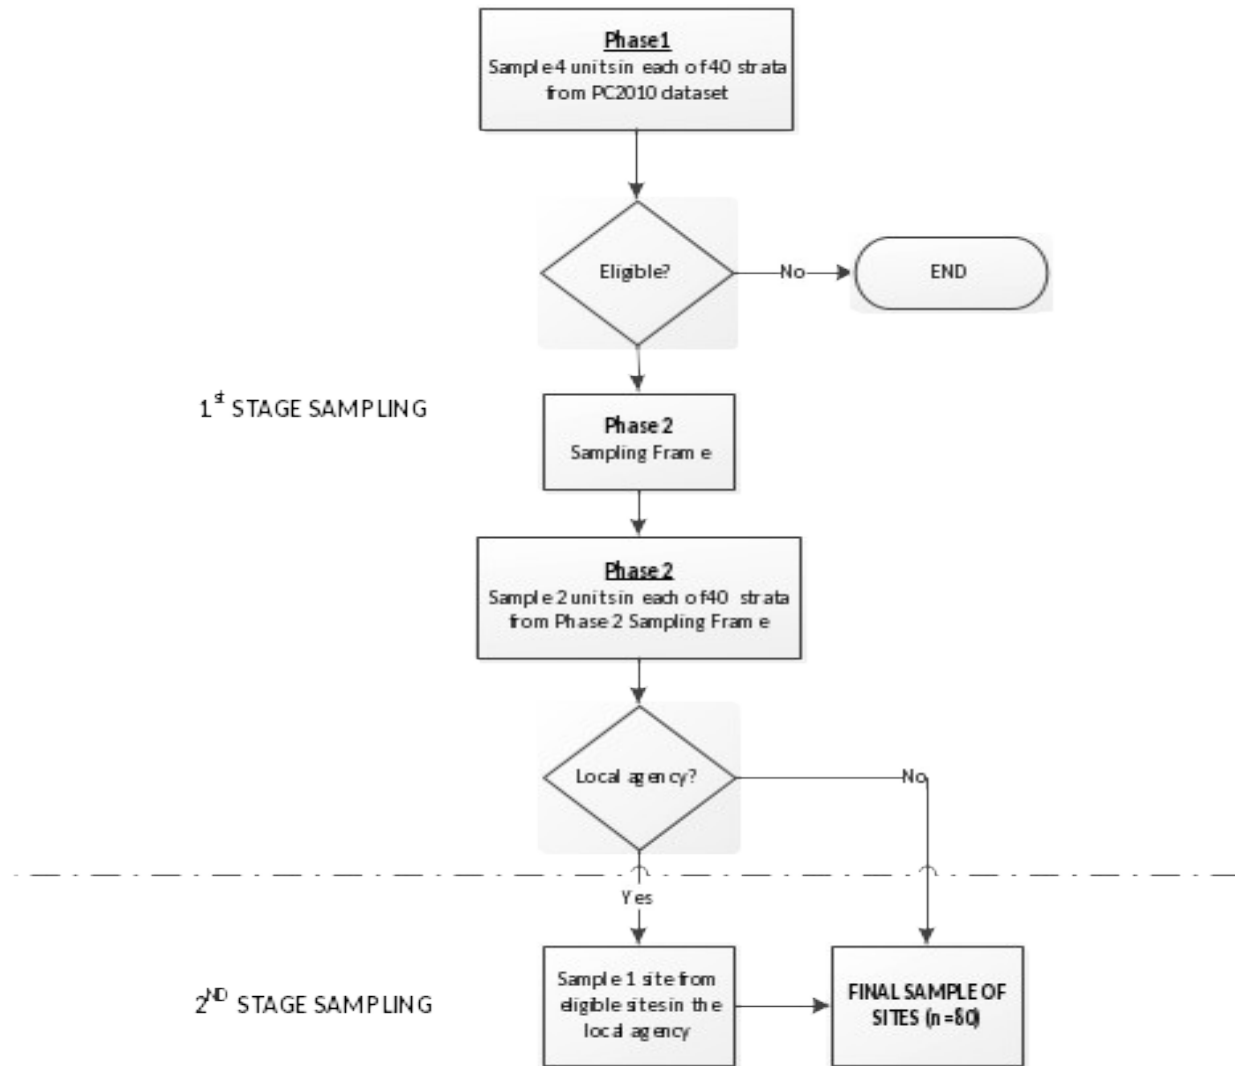 Phase 1
Sample 4 units in each of 40 strata
from PC2010 dataset
Eligible?
No
END
1st STAGE SAMPLING
Phase 2
Sampling Frame
Phase 2
Sample 2 units in each of 40 strata
from Phase 2 Sampling Frame
Local agency?
No
Yes
2ND STAGE SAMPLING
Sample 1 site from
eligible sites in the
local agency
FINAL SAMPLE OF
SITES (n=80)